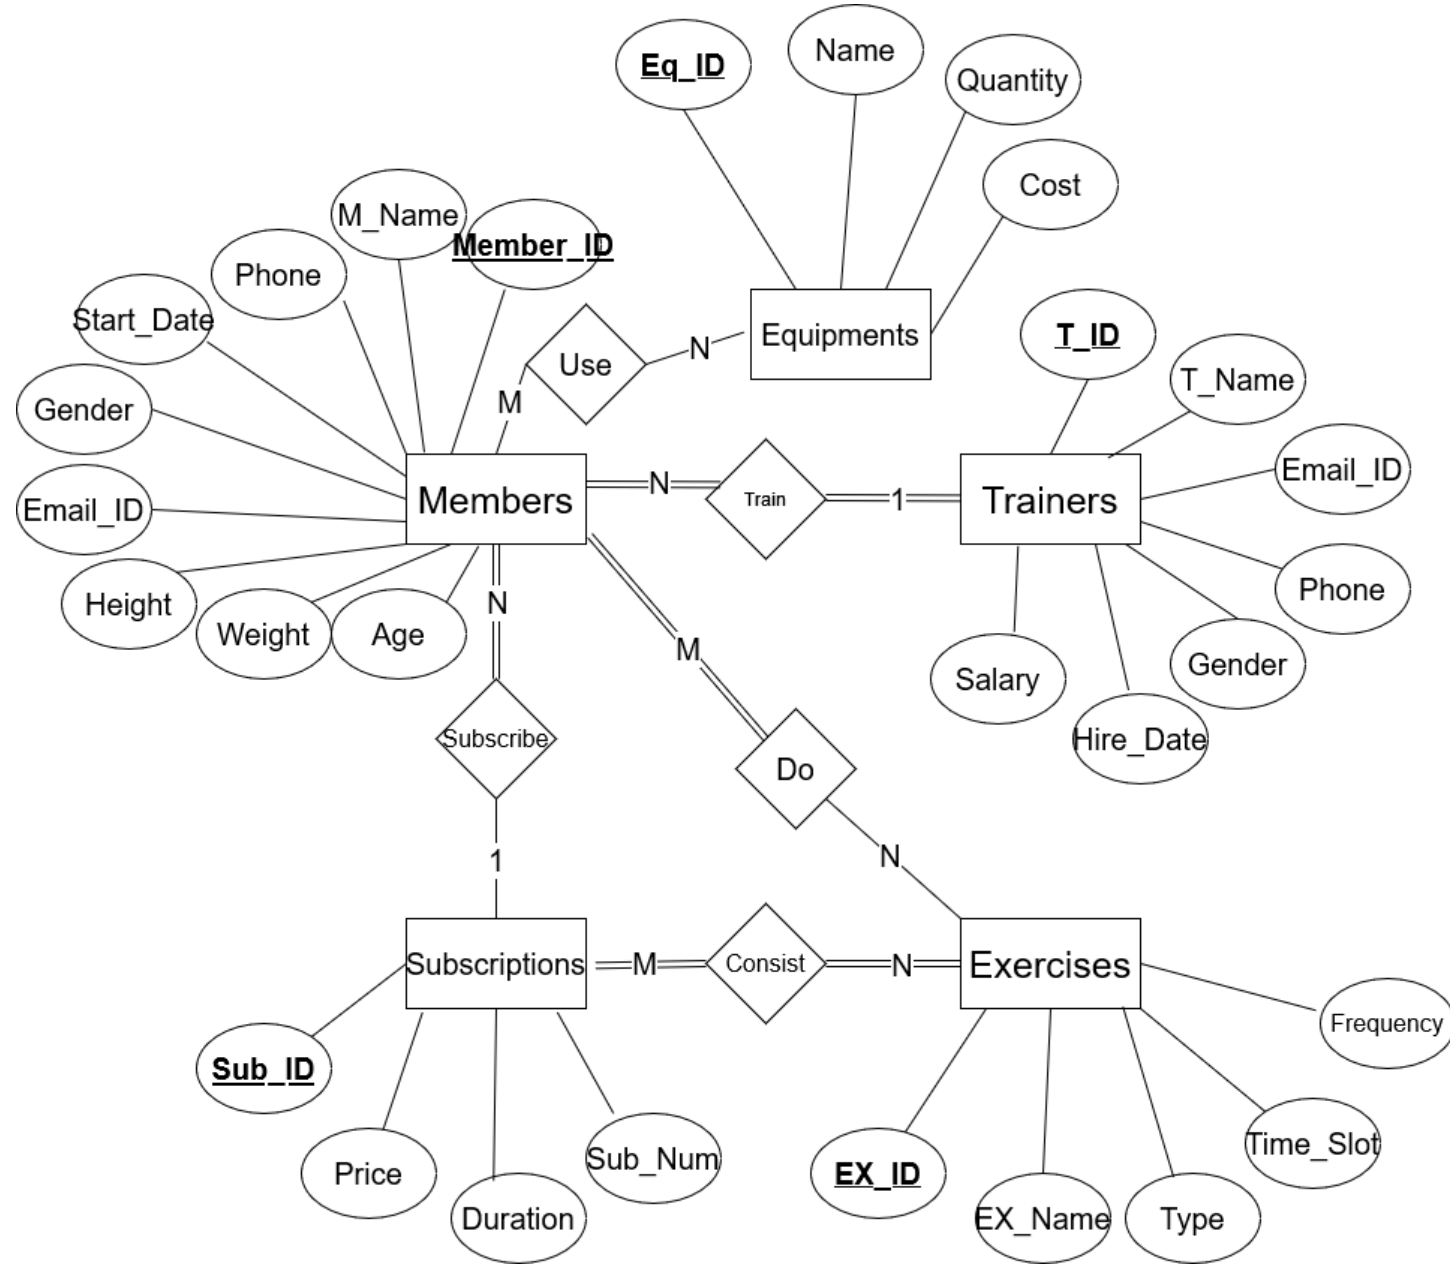 Name
Eq_ID
Quantity
Cost
M_Name
Member_ID
Phone
Start_Date
Gender
Email_ID
Height
Weight
Age
Use
N
M
Equipments
T_ID
T_Name
Email_ID
Phone
Gender
Hire_Date
Salary
Members
N
Train
1
Trainers
N
M
Subscribe
Do
1
N
Subscriptions
M
Consist
N
Exercises
Frequency
Sub_ID
Price
Duration
Sub_Num
EX_ID
EX_Name
Type
Time_Slot